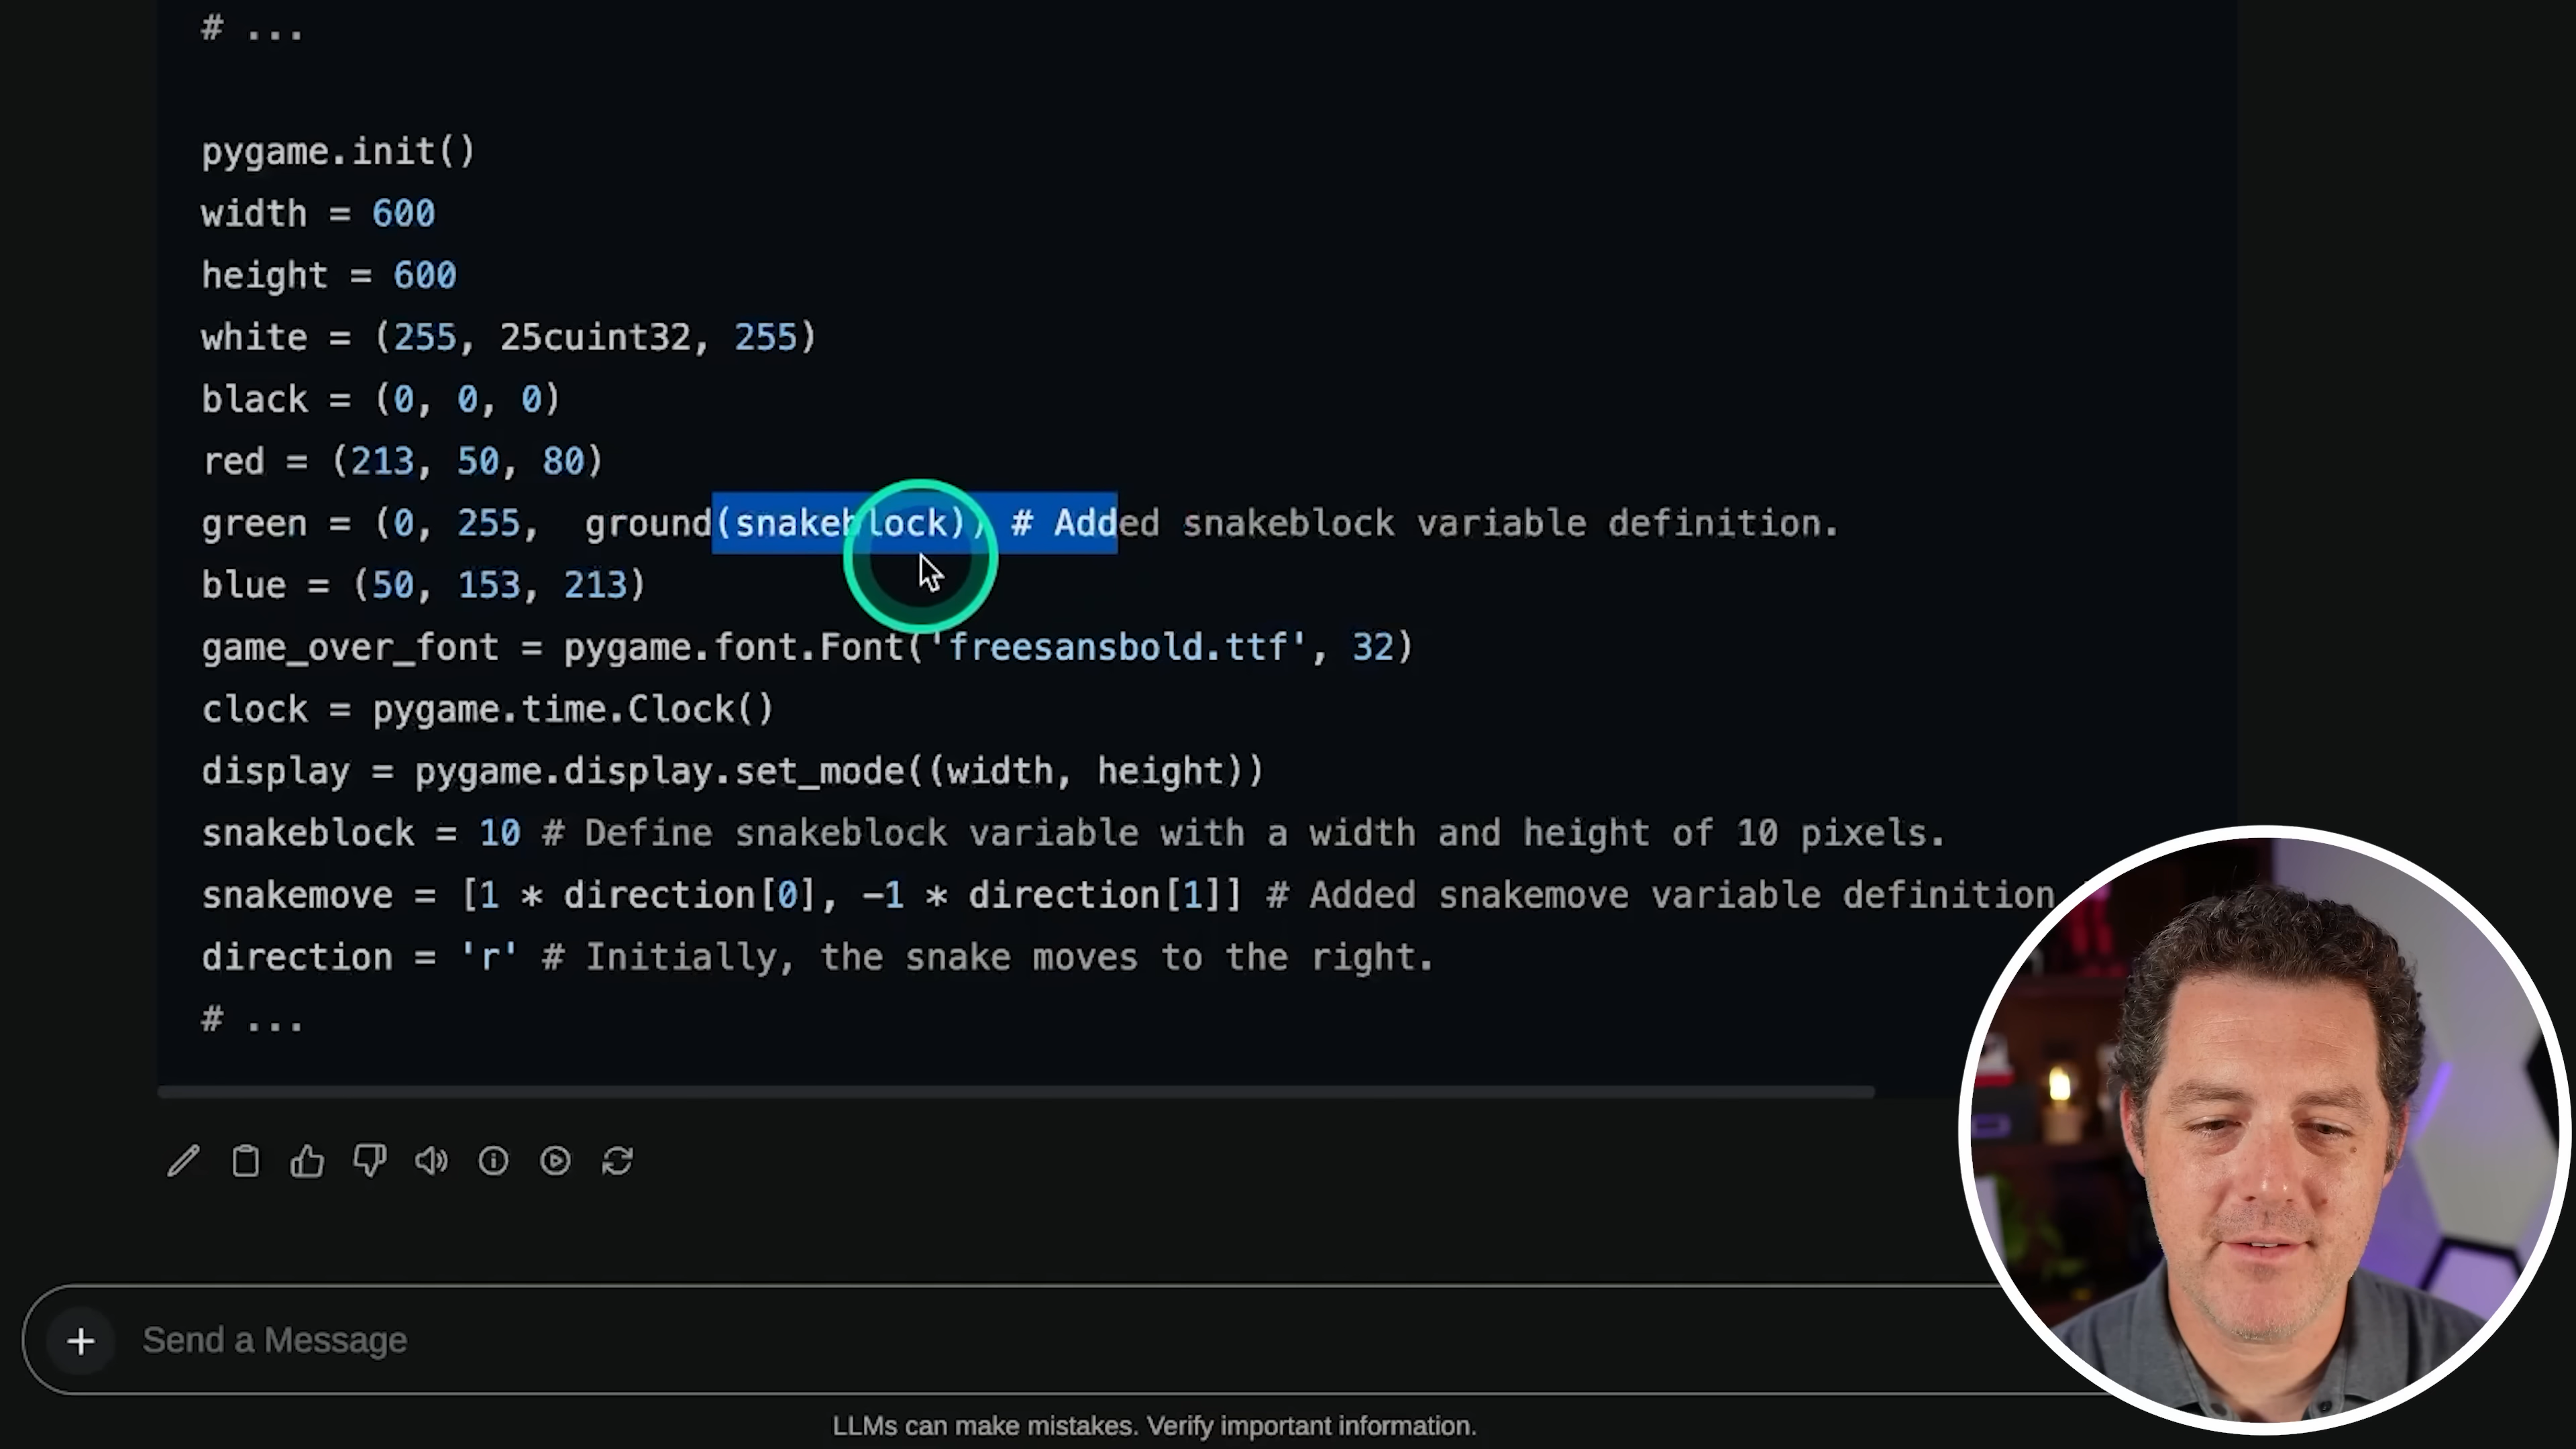 # ...
pygame.init()
width = 600
height = 600
white = (255, 25cuint32, 255)
black = (0, 0, 0)
red = (213, 50, 80)
green = (0, 255,  ground(snakeblock)) # Added snakeblock variable definition.
blue = (50, 153, 213)
game_over_font = pygame.font.Font('freesansbold.ttf', 32)
clock = pygame.time.Clock()
display = pygame.display.set_mode((width, height))
snakeblock = 10 # Define snakeblock variable with a width and height of 10 pixels.
snakemove = [1 * direction[0], -1 * direction[1]] # Added snakemove variable definition
direction = 'r' # Initially, the snake moves to the right.
# ...
Send a Message
LLMs can make mistakes. Verify important information.